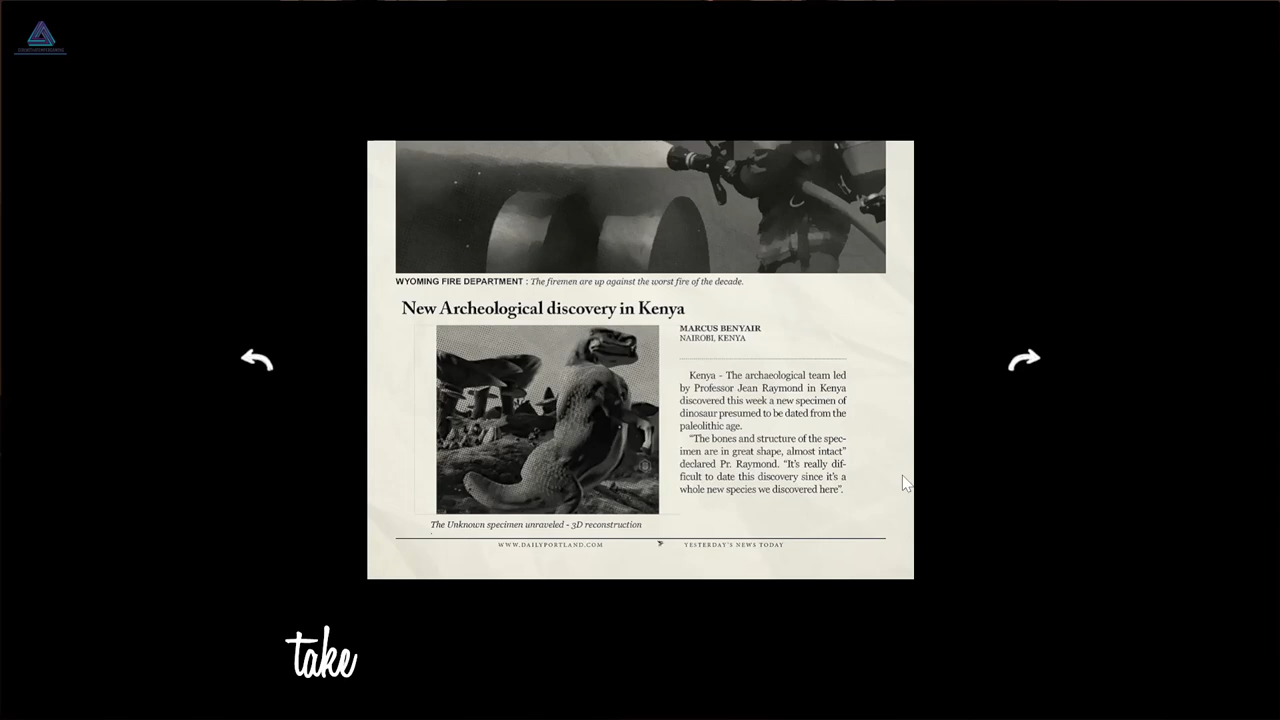 WYOMING FIRE DEPARTMENT : The firemen are up against the worst fire of the decade.
New Archeological discovery in Kenya
MARCUS BENYAIR
NAIROBI, KENYA
Kenya - The archaeological team led
by Professor Jean Raymond in Kenya
discovered this week a new specimen of
dinosaur presumed to be dated from the
paleolithic age.
“The bones and structure of the spec-
imen are in great shape, almost intact”
declared Pr. Raymond. “It’s really dif-
ficult to date this discovery since it’s a
whole new species we discovered here”.
The Unknown specimen unraveled - 3D reconstruction
WWW.DAILYPORTLAND.COM
YESTERDAY'S NEWS TODAY
take